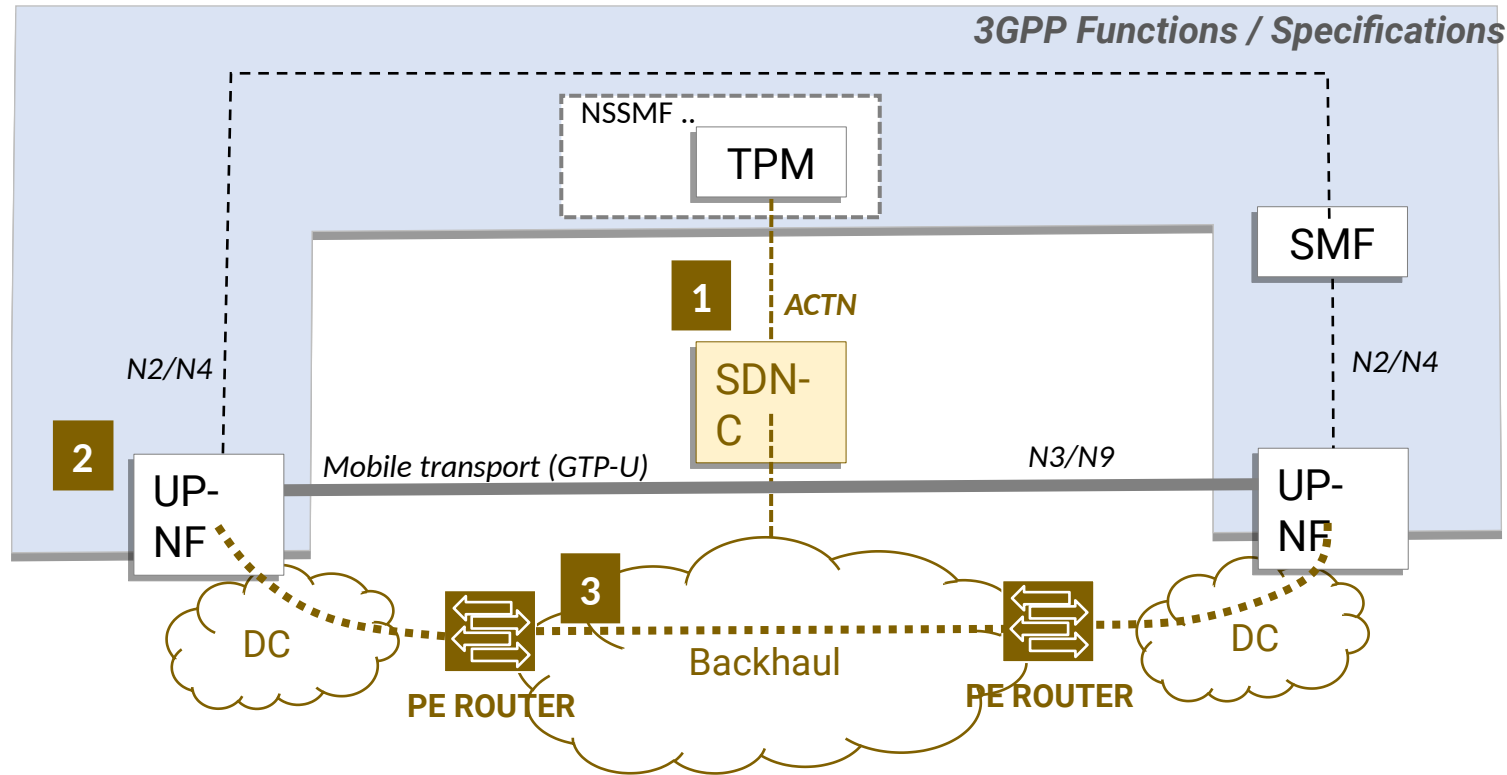 3GPP Functions / Specifications
NSSMF ..
TPM
SMF
1
ACTN
N2/N4
N2/N4
SDN-
C
2
Mobile transport (GTP-U)
N3/N9
UP-
NF
UP-
NF
3
DC
Backhaul
DC
PE ROUTER
PE ROUTER